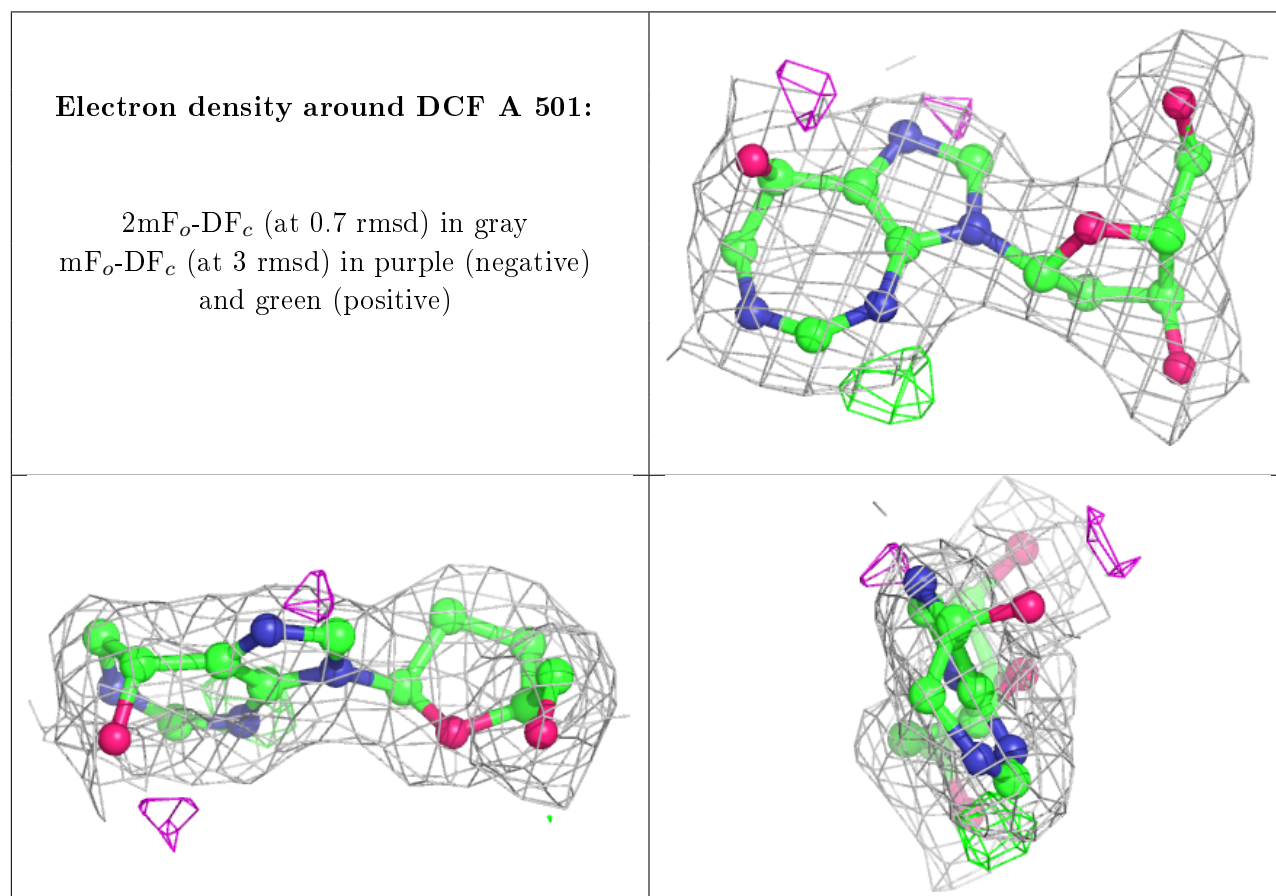 Electron density around DCF A 501:
2mFo-DFc (at 0.7 rmsd) in gray
mFo-DFc (at 3 rmsd) in purple (negative)
and green (positive)